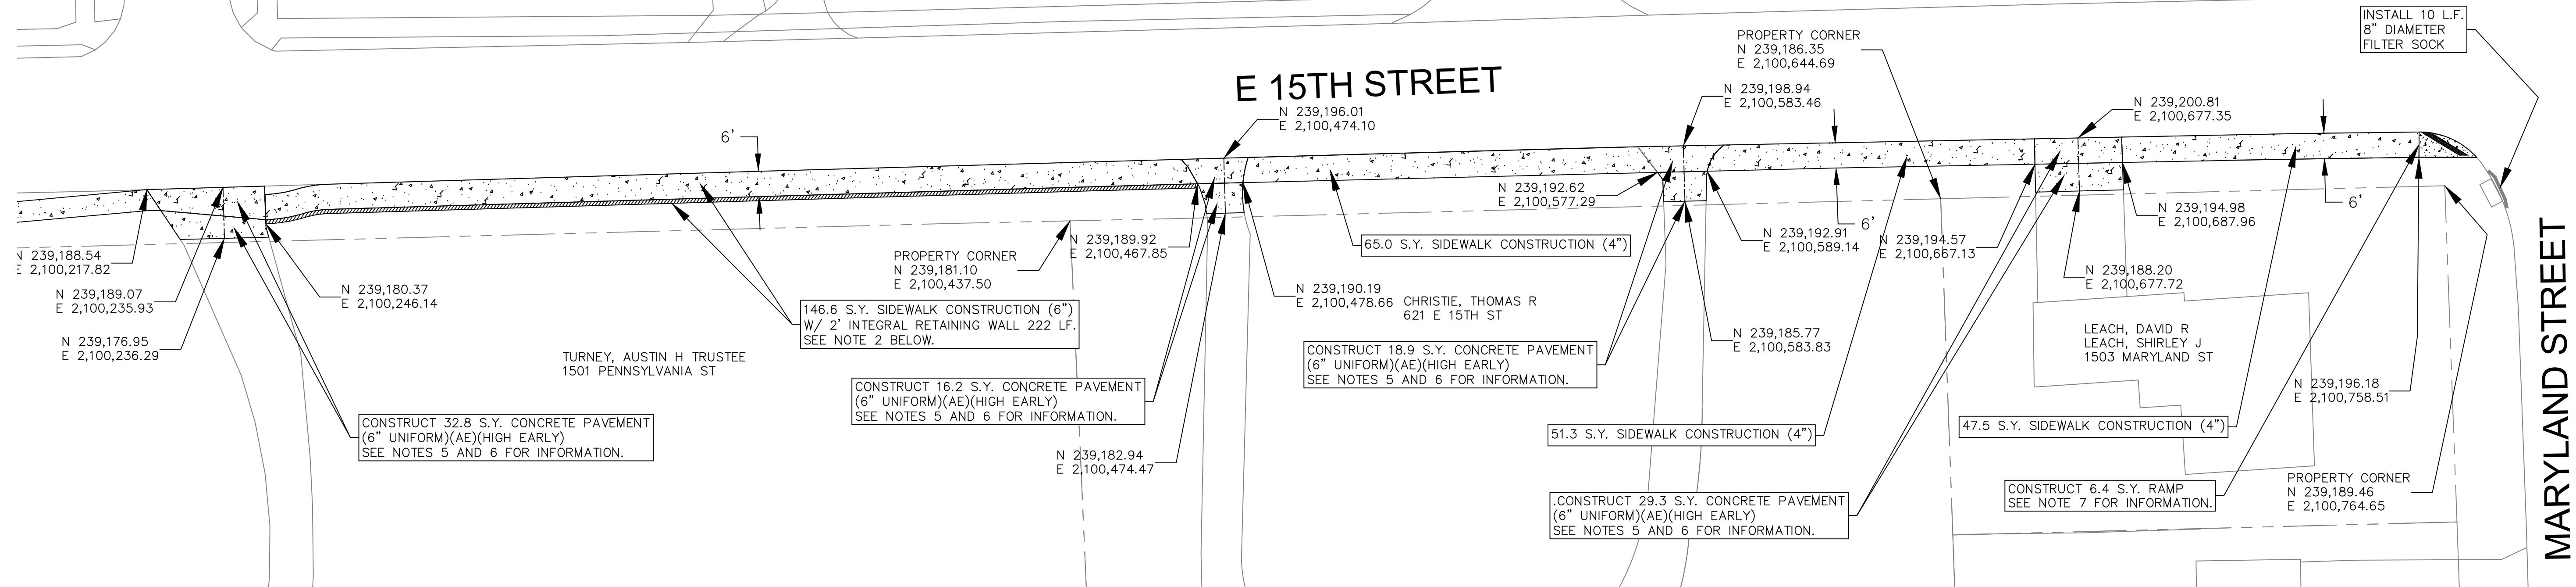 INSTALL 10 L.F.
8" DIAMETER
FILTER SOCK
PROPERTY CORNER
N 239,186.35
E 2,100,644.69
E 15TH STREET
N 239,198.94
E 2,100,583.46
N 239,200.81
E 2,100,677.35
N 239,196.01
E 2,100,474.10
6'
N 239,192.62
E 2,100,577.29
6'
6'
N 239,194.98
E 2,100,687.96
N 239,192.91
E 2,100,589.14
N 239,194.57
E 2,100,667.13
65.0 S.Y. SIDEWALK CONSTRUCTION (4")
N 239,189.92
E 2,100,467.85
PROPERTY CORNER
N 239,181.10
E 2,100,437.50
239,188.54
2,100,217.82
N 239,189.07
E 2,100,235.93
N 239,180.37
E 2,100,246.14
N 239,176.95
E 2,100,236.29
146.6 S.Y. SIDEWALK CONSTRUCTION (6")
W/ 2' INTEGRAL RETAINING WALL 222 LF.
SEE NOTE 2 BELOW.
N 239,190.19
E 2,100,478.66
CHRISTIE, THOMAS R
621 E 15TH ST
N 239,188.20
E 2,100,677.72
N 239,185.77
E 2,100,583.83
LEACH, DAVID R
LEACH, SHIRLEY J
1503 MARYLAND ST
MARYLAND STREET
TURNEY, AUSTIN H TRUSTEE
1501 PENNSYLVANIA ST
CONSTRUCT 18.9 S.Y. CONCRETE PAVEMENT
(6" UNIFORM)(AE)(HIGH EARLY)
SEE NOTES 5 AND 6 FOR INFORMATION.
CONSTRUCT 16.2 S.Y. CONCRETE PAVEMENT
(6" UNIFORM)(AE)(HIGH EARLY)
SEE NOTES 5 AND 6 FOR INFORMATION.
N 239,196.18
E 2,100,758.51
CONSTRUCT 32.8 S.Y. CONCRETE PAVEMENT
(6" UNIFORM)(AE)(HIGH EARLY)
SEE NOTES 5 AND 6 FOR INFORMATION.
51.3 S.Y. SIDEWALK CONSTRUCTION (4")
47.5 S.Y. SIDEWALK CONSTRUCTION (4")
N 239,182.94
E 2,100,474.47
.CONSTRUCT 29.3 S.Y. CONCRETE PAVEMENT
(6" UNIFORM)(AE)(HIGH EARLY)
SEE NOTES 5 AND 6 FOR INFORMATION.
CONSTRUCT 6.4 S.Y. RAMP
SEE NOTE 7 FOR INFORMATION.
PROPERTY CORNER
N 239,189.46
E 2,100,764.65